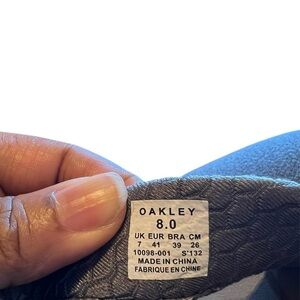 OAKLEY
8.0
UK EUR BRA CM
7 41 39 26
10098-001 S'132
MADE IN CHINA
FABRIQUE EN CHINE